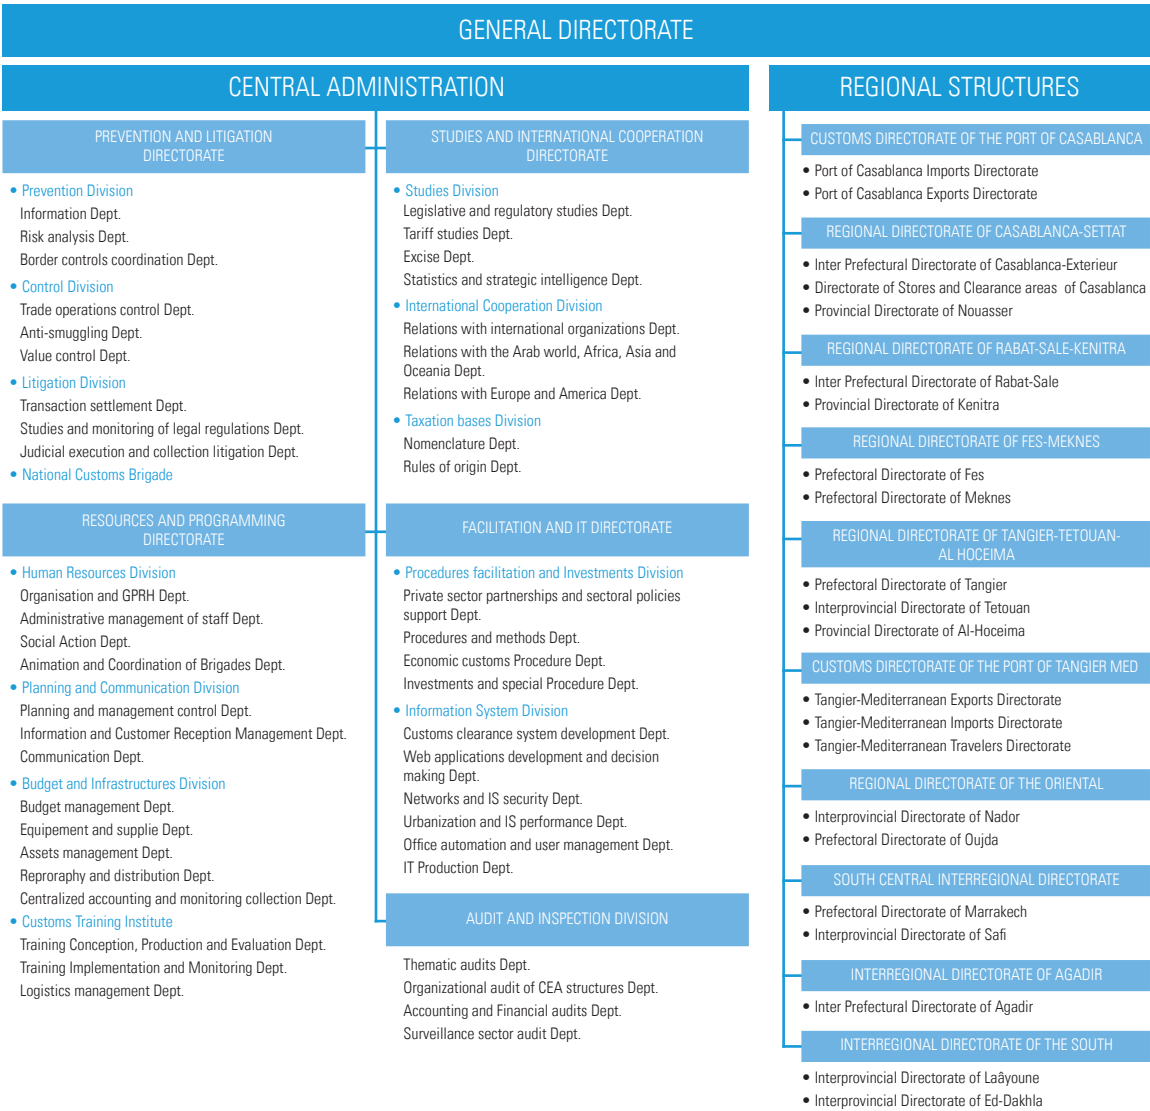 GENERAL DIRECTORATE
CENTRAL ADMINISTRATION
PREVENTION AND LITIGATION
DIRECTORATE
• Prevention Division
Information Dept.
Risk analysis Dept.
Border controls coordination Dept.
• Control Division
Trade operations control Dept.
Anti-smuggling Dept.
Value control Dept.
• Litigation Division
Transaction settlement Dept.
Studies and monitoring of legal regulations Dept.
Judicial execution and collection litigation Dept.
• National Customs Brigade
STUDIES AND INTERNATIONAL COOPERATION
DIRECTORATE
• Studies Division
Legislative and regulatory studies Dept.
Tariff studies Dept.
Excise Dept.
Statistics and strategic intelligence Dept.
• International Cooperation Division
Relations with international organizations Dept.
Relations with the Arab world, Africa, Asia and
Oceania Dept.
Relations with Europe and America Dept.
• Taxation bases Division
Nomenclature Dept.
Rules of origin Dept.
RESOURCES AND PROGRAMMING
DIRECTORATE
• Human Resources Division
Organisation and GPRH Dept.
Administrative management of staff Dept.
Social Action Dept.
Animation and Coordination of Brigades Dept.
• Planning and Communication Division
Planning and management control Dept.
Information and Customer Reception Management Dept.
Communication Dept.
• Budget and Infrastructures Division
Budget management Dept.
Equipement and supplie Dept.
Assets management Dept.
Reproraphy and distribution Dept.
Centralized accounting and monitoring collection Dept.
• Customs Training Institute
Training Conception, Production and Evaluation Dept.
Training Implementation and Monitoring Dept.
Logistics management Dept.
FACILITATION AND IT DIRECTORATE
• Procedures facilitation and Investments Division
Private sector partnerships and sectoral policies
support Dept.
Procedures and methods Dept.
Economic customs Procedure Dept.
Investments and special Procedure Dept.
• Information System Division
Customs clearance system development Dept.
Web applications development and decision
making Dept.
Networks and IS security Dept.
Urbanization and IS performance Dept.
Office automation and user management Dept.
IT Production Dept.
AUDIT AND INSPECTION DIVISION
Thematic audits Dept.
Organizational audit of CEA structures Dept.
Accounting and Financial audits Dept.
Surveillance sector audit Dept.
REGIONAL STRUCTURES
CUSTOMS DIRECTORATE OF THE PORT OF CASABLANCA
• Port of Casablanca Imports Directorate
• Port of Casablanca Exports Directorate
REGIONAL DIRECTORATE OF CASABLANCA-SETTAT
• Inter Prefectural Directorate of Casablanca-Exterieur
• Directorate of Stores and Clearance areas of Casablanca
• Provincial Directorate of Nouasser
REGIONAL DIRECTORATE OF RABAT-SALE-KENITRA
• Inter Prefectural Directorate of Rabat-Sale
• Provincial Directorate of Kenitra
REGIONAL DIRECTORATE OF FES-MEKNES
• Prefectoral Directorate of Fes
• Prefectoral Directorate of Meknes
REGIONAL DIRECTORATE OF TANGIER-TETOUAN-
AL HOCEIMA
• Prefectoral Directorate of Tangier
• Interprovincial Directorate of Tetouan
• Provincial Directorate of Al-Hoceima
CUSTOMS DIRECTORATE OF THE PORT OF TANGIER MED
• Tangier-Mediterranean Exports Directorate
• Tangier-Mediterranean Imports Directorate
• Tangier-Mediterranean Travelers Directorate
REGIONAL DIRECTORATE OF THE ORIENTAL
• Interprovincial Directorate of Nador
• Prefectoral Directorate of Oujda
SOUTH CENTRAL INTERREGIONAL DIRECTORATE
• Prefectoral Directorate of Marrakech
• Interprovincial Directorate of Safi
INTERREGIONAL DIRECTORATE OF AGADIR
• Inter Prefectural Directorate of Agadir
INTERREGIONAL DIRECTORATE OF THE SOUTH
• Interprovincial Directorate of Laâyoune
• Interprovincial Directorate of Ed-Dakhla